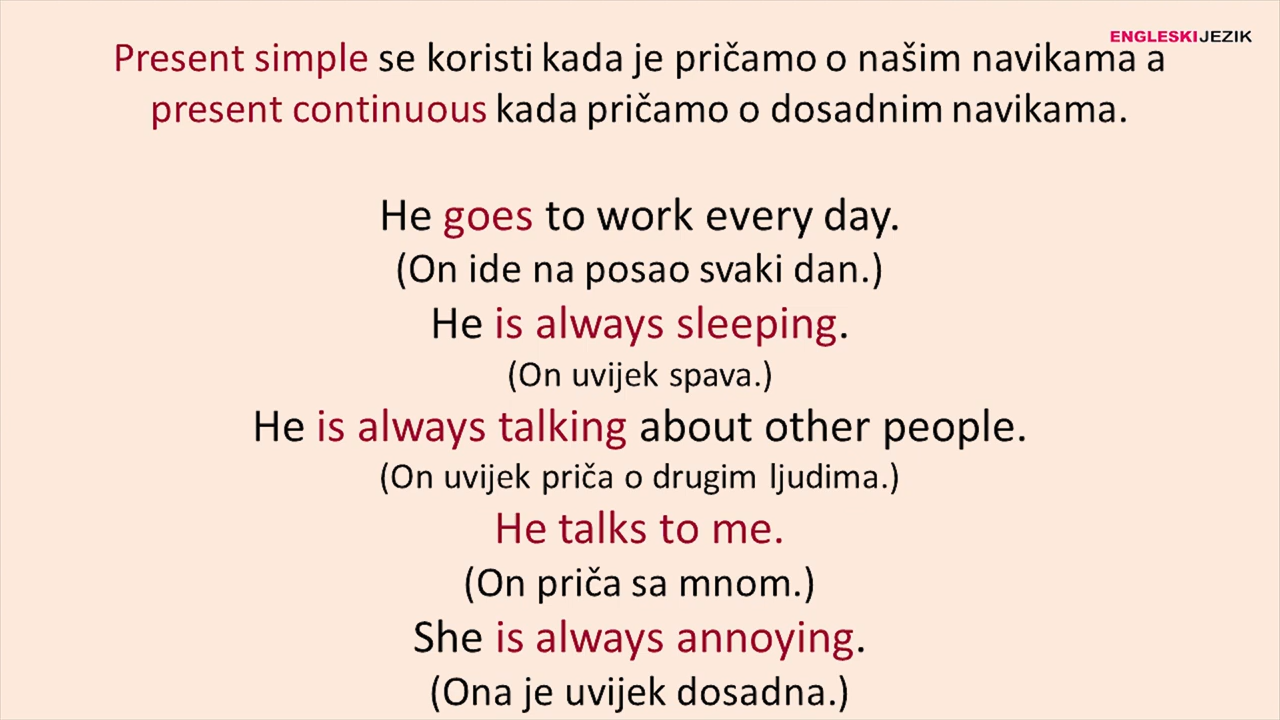 ENGLESKIJEZIK
Present simple se koristi kada je pričamo o našim navikama a
present continuous kada pričamo o dosadnim navikama.
He goes to work every day.
(On ide na posao svaki dan.)
He is always sleeping.
(On uvijek spava.)
He is always talking about other people.
(On uvijek priča o drugim ljudima.)
He talks to me.
(On priča sa mnom.)
She is always annoying.
(Ona je uvijek dosadna.)